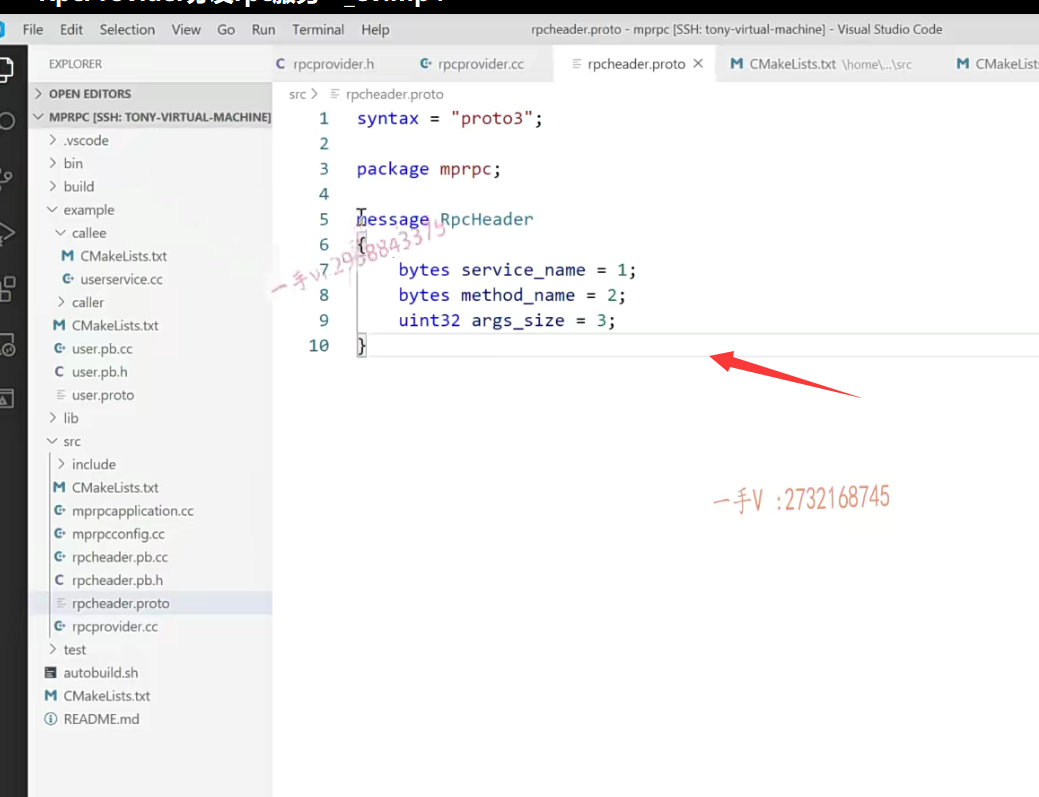 File Edit Selection View Go Run Terminal Help rpcheader.proto - mprpc [SSH: tony-virtual-machine] - Visual Studio Code
EXPLORER
rpcprovider.h rpcprovider.cc rpcheader.proto CMakeLists.txt \home\...\src CMakeLists
OPEN EDITORS
MPRPC [SSH: TONY-VIRTUAL-MACHINE]
.vscode
bin
build
example
callee
CMakeLists.txt
userservice.cc
caller
CMakeLists.txt
user.pb.cc
user.pb.h
user.proto
lib
src
include
CMakeLists.txt
mprpcapplication.cc
mprpcconfig.cc
rpcheader.pb.cc
rpcheader.pb.h
rpcheader.proto
rpcprovider.cc
test
autobuild.sh
CMakeLists.txt
README.md
src > rpcheader.proto
1 syntax = "proto3";
2
3 package mprpc;
4
5 message RpcHeader
6 {
7 bytes service_name = 1;
8 bytes method_name = 2;
9 uint32 args_size = 3;
10 }
一手V :2732168745